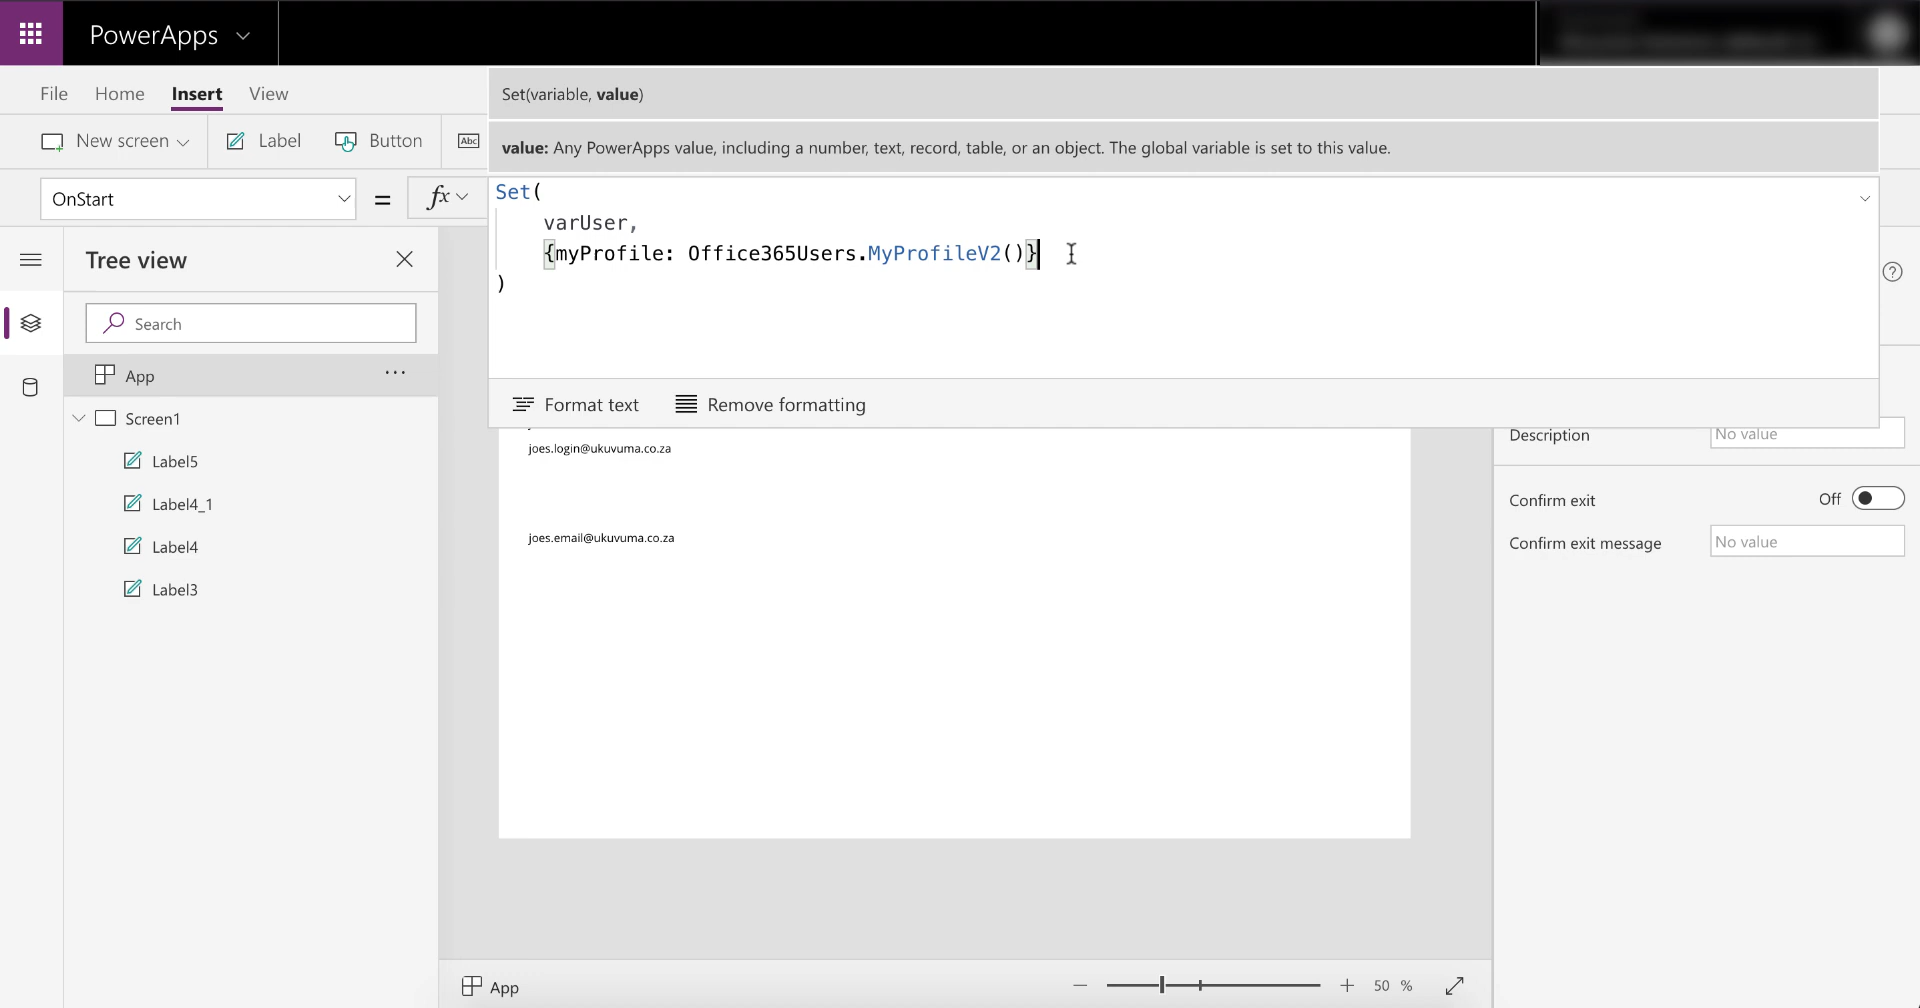 PowerApps
File Home Insert View
Set(variable, value)
New screen Label Button Abc
value: Any PowerApps value, including a number, text, record, table, or an object. The global variable is set to this value.
OnStart = fx
Set(
varUser,
{myProfile: Office365Users.MyProfileV2()}
)
Tree view
Search
App ...
Format text Remove formatting
Screen1
Description No value
joes.login@ukuvuma.co.za
Label5
Confirm exit Off
Label4_1
joes.email@ukuvuma.co.za
Confirm exit message No value
Label4
Label3
App
50 %